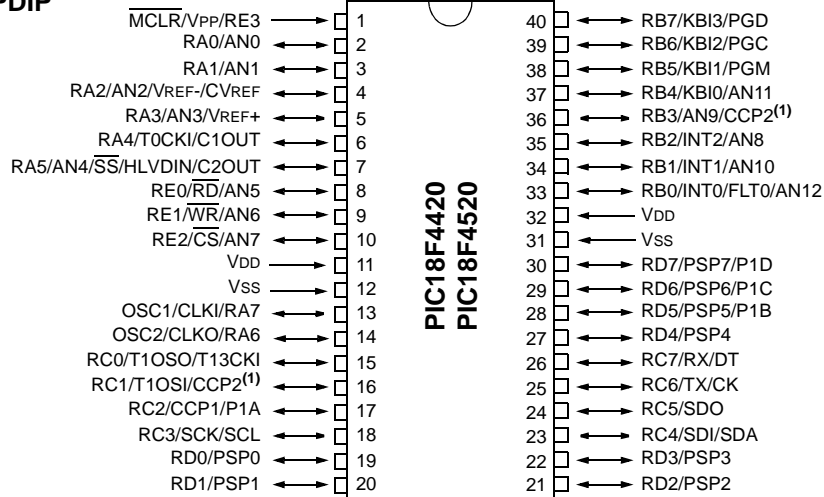 PDIP
MCLR/VPP/RE3 1 40 RB7/KBI3/PGD
RA0/AN0 2 39 RB6/KBI2/PGC
RA1/AN1 3 38 RB5/KBI1/PGM
RA2/AN2/VREF-/CVREF 4 37 RB4/KBI0/AN11
RA3/AN3/VREF+ 5 36 RB3/AN9/CCP2(1)
RA4/T0CKI/C1OUT 6 35 RB2/INT2/AN8
RA5/AN4/SS/HLVDIN/C2OUT 7 34 RB1/INT1/AN10
RE0/RD/AN5 8 33 RB0/INT0/FLT0/AN12
RE1/WR/AN6 9 32 VDD
RE2/CS/AN7 10 31 VSS
VDD 11 30 RD7/PSP7/P1D
VSS 12 29 RD6/PSP6/P1C
OSC1/CLKI/RA7 13 28 RD5/PSP5/P1B
OSC2/CLKO/RA6 14 27 RD4/PSP4
RC0/T1OSO/T13CKI 15 26 RC7/RX/DT
RC1/T1OSI/CCP2(1) 16 25 RC6/TX/CK
RC2/CCP1/P1A 17 24 RC5/SDO
RC3/SCK/SCL 18 23 RC4/SDI/SDA
RD0/PSP0 19 22 RD3/PSP3
RD1/PSP1 20 21 RD2/PSP2
PIC18F4420
PIC18F4520